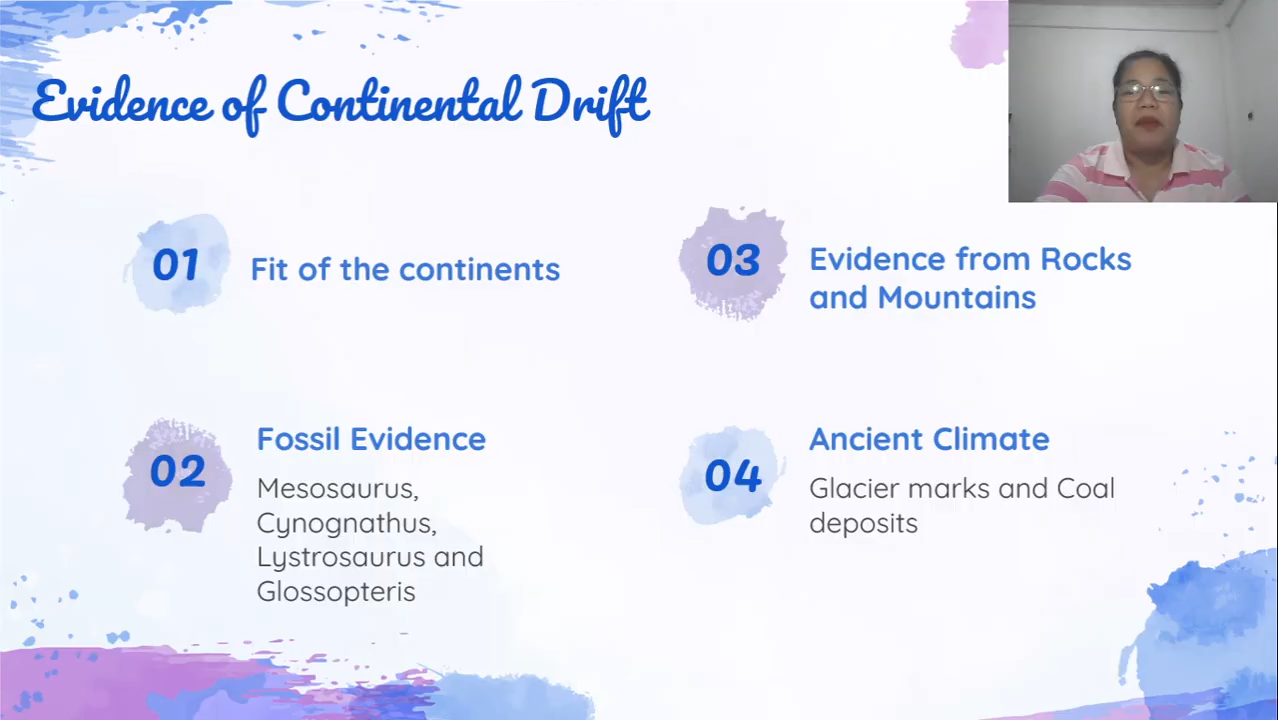 Evidence of Continental Drift
01
Fit of the continents
02
Fossil Evidence
Mesosaurus,
Cynognathus,
Lystrosaurus and
Glossopteris
03
Evidence from Rocks
and Mountains
04
Ancient Climate
Glacier marks and Coal
deposits